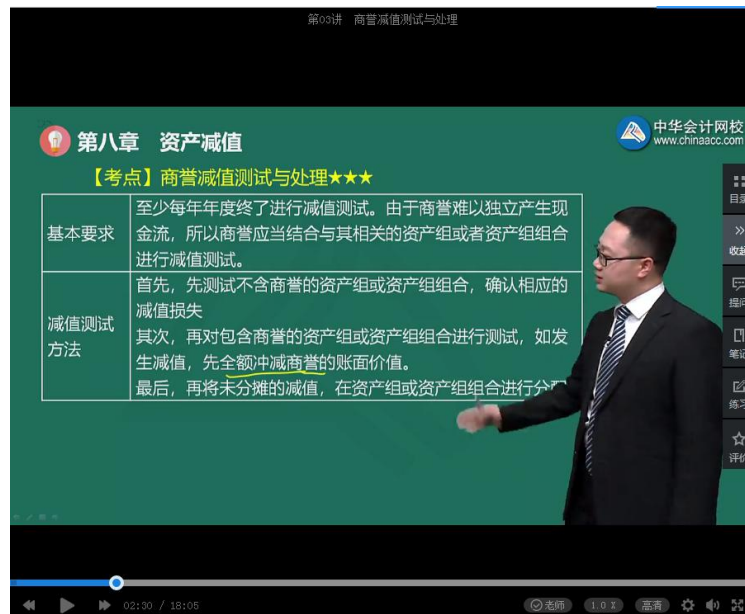 第03讲 商誉减值测试与处理
第八章 资产减值
中华会计网校
www.chinaacc.com
【考点】商誉减值测试与处理★★★
基本要求
至少每年年度终了进行减值测试。由于商誉难以独立产生现
金流，所以商誉应当结合与其相关的资产组或者资产组组合
进行减值测试。
减值测试
方法
首先，先测试不含商誉的资产组或资产组组合，确认相应的
减值损失
其次，再对包含商誉的资产组或资产组组合进行测试，如发
生减值，先全额冲减商誉的账面价值。
最后，再将未分摊的减值，在资产组或资产组组合进行分配
目录
收起
提问
笔记
练习
评价
02:30 / 18:05
老师
1.0 X
高清